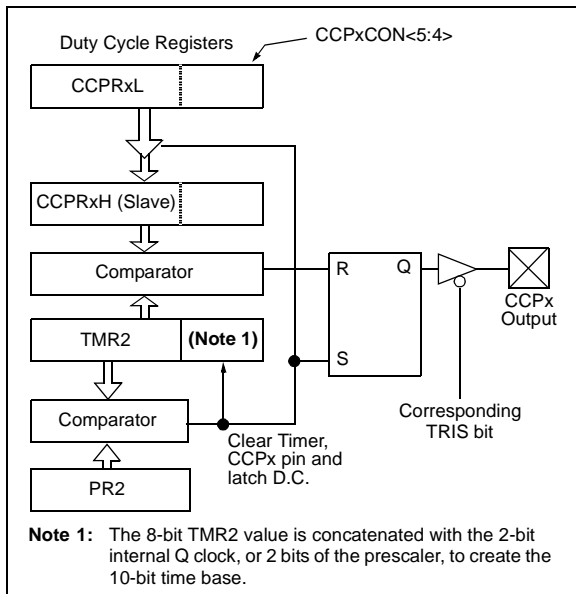 Duty Cycle Registers
CCPxCON<5:4>
CCPRxL
CCPRxH (Slave)
Comparator
R
Q
CCPx
Output
TMR2
(Note 1)
S
Comparator
Corresponding
TRIS bit
Clear Timer,
CCPx pin and
latch D.C.
PR2
Note 1: The 8-bit TMR2 value is concatenated with the 2-bit
internal Q clock, or 2 bits of the prescaler, to create the
10-bit time base.